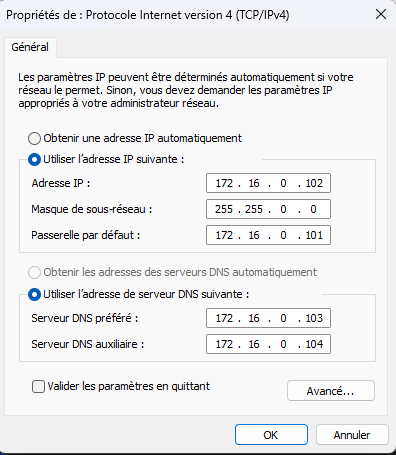 Propriétés de : Protocole Internet version 4 (TCP/IPv4)
Général
Les paramètres IP peuvent être déterminés automatiquement si votre
réseau le permet. Sinon, vous devez demander les paramètres IP
appropriés à votre administrateur réseau.
Obtenir une adresse IP automatiquement
Utiliser l'adresse IP suivante :
Adresse IP : 172 . 16 . 0 . 102
Masque de sous-réseau : 255 . 255 . 0 . 0
Passerelle par défaut : 172 . 16 . 0 . 101
Obtenir les adresses des serveurs DNS automatiquement
Utiliser l'adresse de serveur DNS suivante :
Serveur DNS préféré : 172 . 16 . 0 . 103
Serveur DNS auxiliaire : 172 . 16 . 0 . 104
Valider les paramètres en quittant
Avancé...
OK Annuler